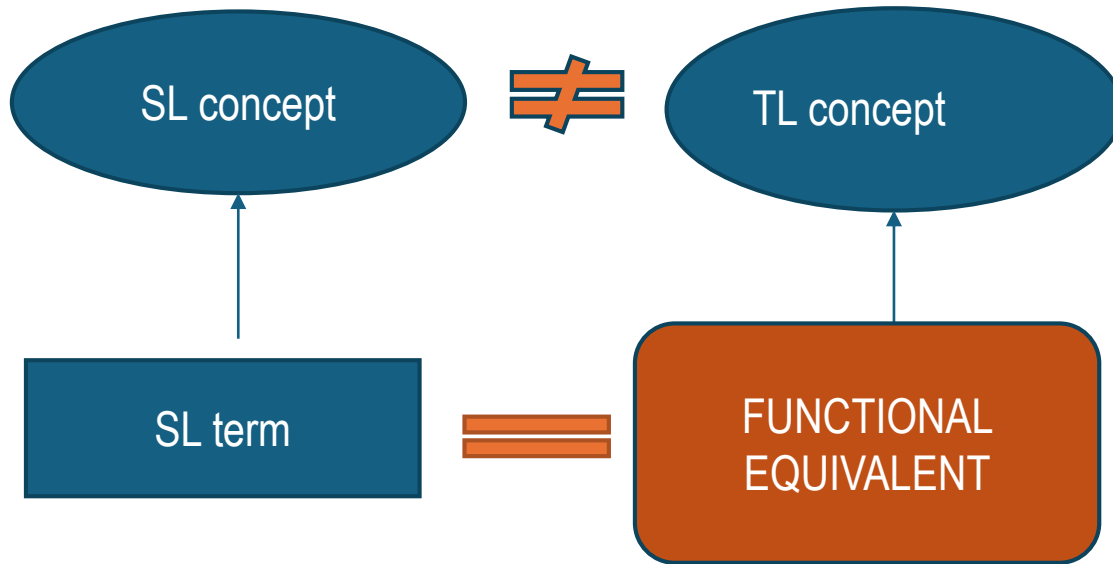 SL concept
TL concept
SL term
FUNCTIONAL
EQUIVALENT